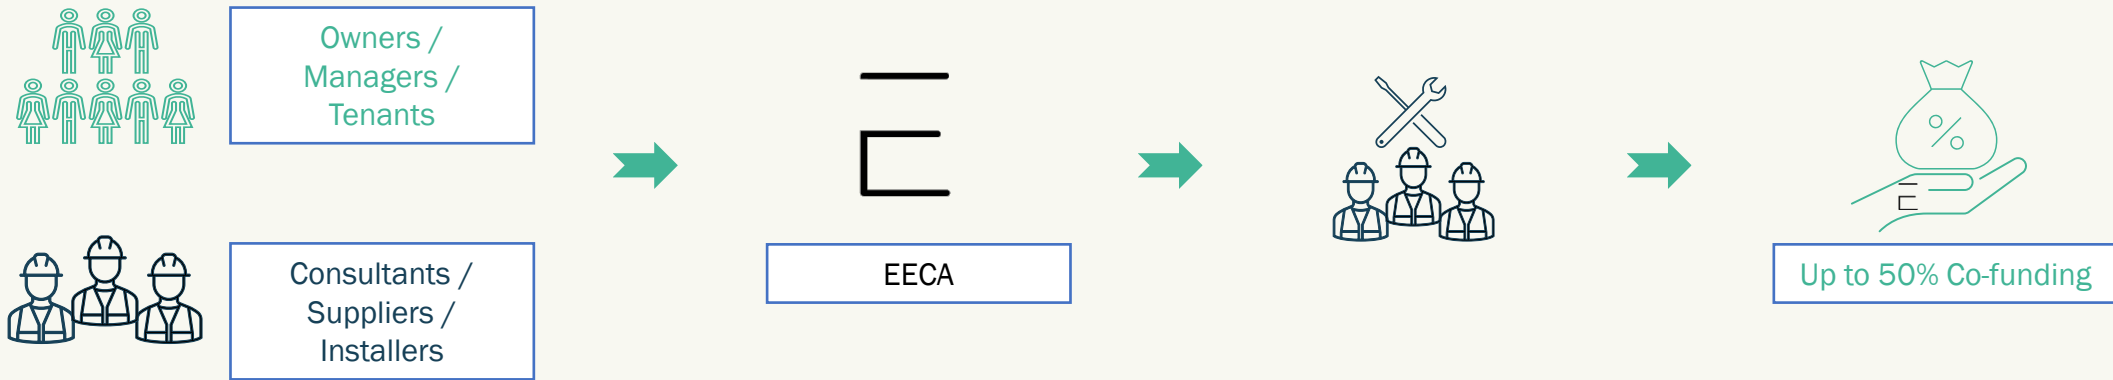 Owners /
Managers /
Tenants
Consultants /
Suppliers /
Installers
EECA
Up to 50% Co-funding